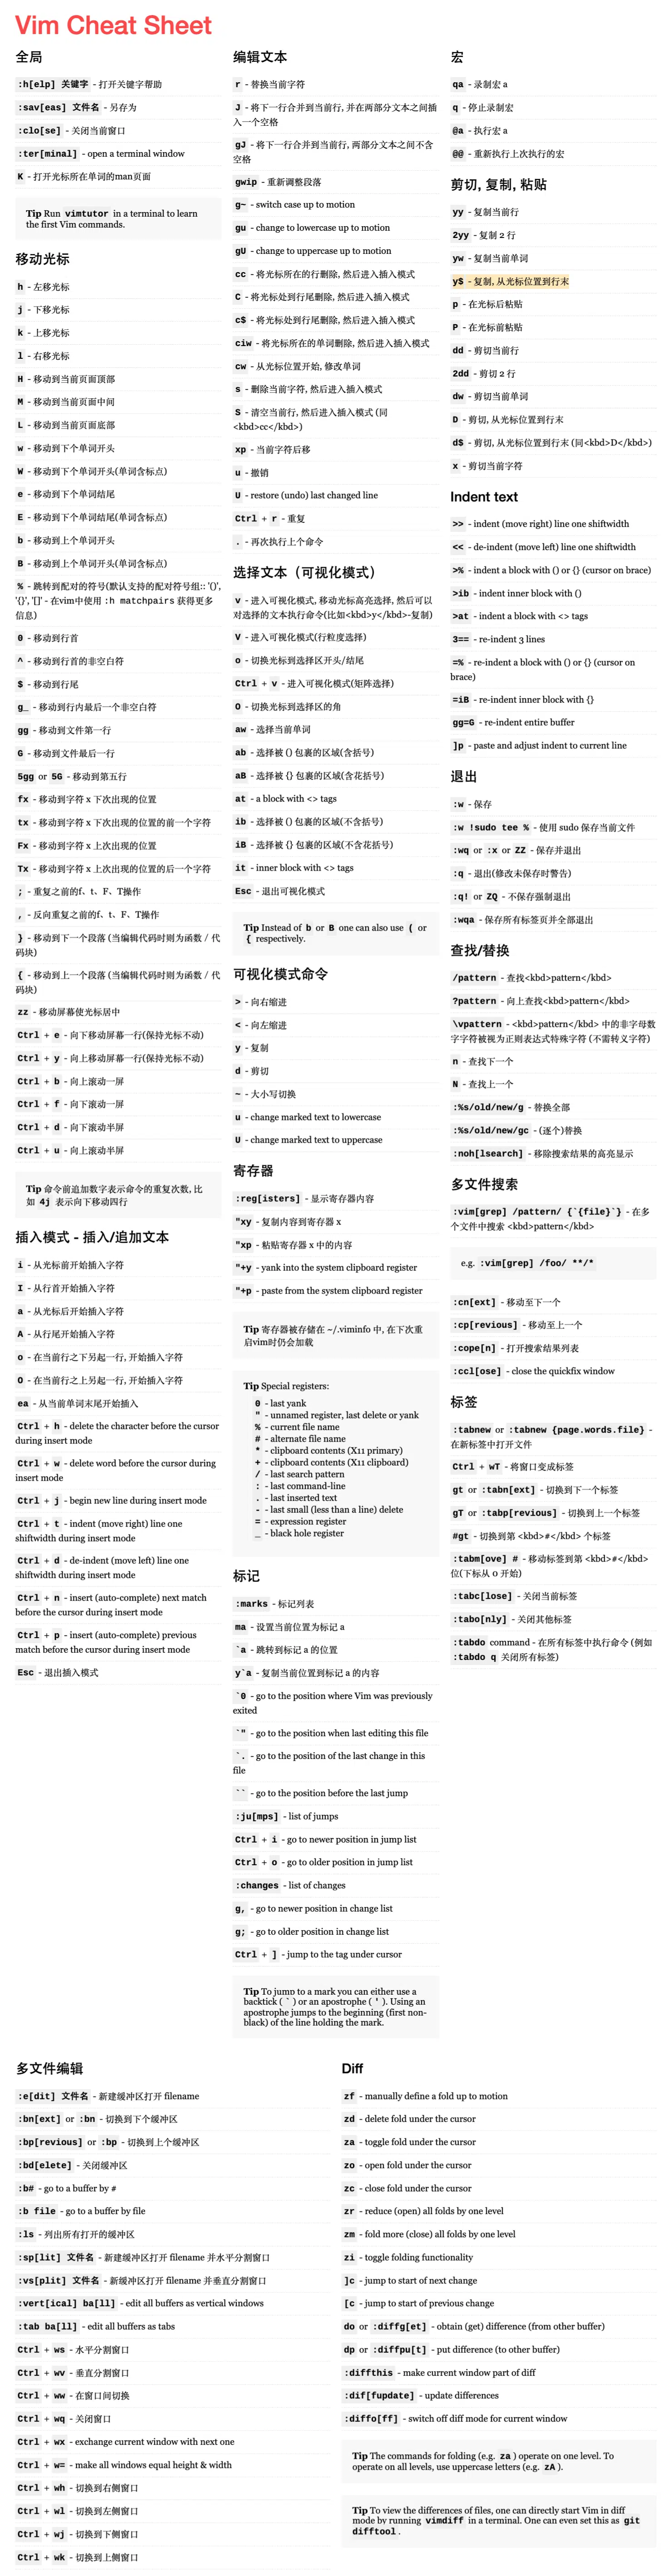 Vim Cheat Sheet
全局
:h[elp] 关键字 - 打开关键字帮助
:sav[eas] 文件名 - 另存为
:clo[se] - 关闭当前窗口
:ter[minal] - open a terminal window
K - 打开光标所在单词的man页面
Tip Run vimtutor in a terminal to learn
the first Vim commands.
移动光标
h - 左移光标
j - 下移光标
k - 上移光标
l - 右移光标
H - 移动到当前页面顶部
M - 移动到当前页面中间
L - 移动到当前页面底部
w - 移动到下个单词开头
W - 移动到下个单词开头(单词含标点)
e - 移动到下个单词结尾
E - 移动到下个单词结尾(单词含标点)
b - 移动到上个单词开头
B - 移动到上个单词开头(单词含标点)
% - 跳转到配对的符号(默认支持的配对符号组:: '()',
'{}', '[]' - 在vim中使用 :h matchpairs 获得更多
信息)
0 - 移动到行首
^ - 移动到行首的非空白符
$ - 移动到行尾
g_ - 移动到行内最后一个非空白符
gg - 移动到文件第一行
G - 移动到文件最后一行
5gg or 5G - 移动到第五行
fx - 移动到字符 x 下次出现的位置
tx - 移动到字符 x 下次出现的位置的前一个字符
Fx - 移动到字符 x 上次出现的位置
Tx - 移动到字符 x 上次出现的位置的后一个字符
; - 重复之前的f、t、F、T操作
, - 反向重复之前的f、t、F、T操作
} - 移动到下一个段落 (当编辑代码时则为函数 / 代
码块)
{ - 移动到上一个段落 (当编辑代码时则为函数 / 代
码块)
zz - 移动屏幕使光标居中
Ctrl + e - 向下移动屏幕一行(保持光标不动)
Ctrl + y - 向上移动屏幕一行(保持光标不动)
Ctrl + b - 向上滚动一屏
Ctrl + f - 向下滚动一屏
Ctrl + d - 向下滚动半屏
Ctrl + u - 向上滚动半屏
Tip 命令前追加数字表示命令的重复次数, 比
如 4j 表示向下移动四行
插入模式 - 插入/追加文本
i - 从光标前开始插入字符
I - 从行首开始插入字符
a - 从光标后开始插入字符
A - 从行尾开始插入字符
o - 在当前行之下另起一行, 开始插入字符
O - 在当前行之上另起一行, 开始插入字符
ea - 从当前单词末尾开始插入
Ctrl + h - delete the character before the cursor
during insert mode
Ctrl + w - delete word before the cursor during
insert mode
Ctrl + j - begin new line during insert mode
Ctrl + t - indent (move right) line one
shiftwidth during insert mode
Ctrl + d - de-indent (move left) line one
shiftwidth during insert mode
Ctrl + n - insert (auto-complete) next match
before the cursor during insert mode
Ctrl + p - insert (auto-complete) previous
match before the cursor during insert mode
Esc - 退出插入模式
编辑文本
r - 替换当前字符
J - 将下一行合并到当前行, 并在两部分文本之间插
入一个空格
gJ - 将下一行合并到当前行, 两部分文本之间不含
空格
gwip - 重新调整段落
g~ - switch case up to motion
gu - change to lowercase up to motion
gU - change to uppercase up to motion
cc - 将光标所在的行删除, 然后进入插入模式
C - 将光标处到行尾删除, 然后进入插入模式
c$ - 将光标处到行尾删除, 然后进入插入模式
ciw - 将光标所在的单词删除, 然后进入插入模式
cw - 从光标位置开始, 修改单词
s - 删除当前字符, 然后进入插入模式
S - 清空当前行, 然后进入插入模式 (同
<kbd>cc</kbd>)
xp - 当前字符后移
u - 撤销
U - restore (undo) last changed line
Ctrl + r - 重复
. - 再次执行上个命令
选择文本（可视化模式）
v - 进入可视化模式, 移动光标高亮选择, 然后可以
对选择的文本执行命令(比如<kbd>y</kbd>-复制)
V - 进入可视化模式(行粒度选择)
o - 切换光标到选择区开头/结尾
Ctrl + v - 进入可视化模式(矩阵选择)
O - 切换光标到选择区的角
aw - 选择当前单词
ab - 选择被 () 包裹的区域(含括号)
aB - 选择被 {} 包裹的区域(含花括号)
at - a block with <> tags
ib - 选择被 () 包裹的区域(不含括号)
iB - 选择被 {} 包裹的区域(不含花括号)
it - inner block with <> tags
Esc - 退出可视化模式
Tip Instead of b or B one can also use ( or
{ respectively.
可视化模式命令
> - 向右缩进
< - 向左缩进
y - 复制
d - 剪切
~ - 大小写切换
u - change marked text to lowercase
U - change marked text to uppercase
寄存器
:reg[isters] - 显示寄存器内容
"xy - 复制内容到寄存器 x
"xp - 粘贴寄存器 x 中的内容
"+y - yank into the system clipboard register
"+p - paste from the system clipboard register
Tip 寄存器被存储在 ~/.viminfo 中, 在下次重
启vim时仍会加载
Tip Special registers:
0 - last yank
" - unnamed register, last delete or yank
% - current file name
# - alternate file name
* - clipboard contents (X11 primary)
+ - clipboard contents (X11 clipboard)
/ - last search pattern
: - last command-line
. - last inserted text
- - last small (less than a line) delete
= - expression register
_ - black hole register
标记
:marks - 标记列表
ma - 设置当前位置为标记 a
`a - 跳转到标记 a 的位置
y`a - 复制当前位置到标记 a 的内容
`0 - go to the position where Vim was previously
exited
`" - go to the position when last editing this file
`. - go to the position of the last change in this
file
`` - go to the position before the last jump
:ju[mps] - list of jumps
Ctrl + i - go to newer position in jump list
Ctrl + o - go to older position in jump list
:changes - list of changes
g, - go to newer position in change list
g; - go to older position in change list
Ctrl + ] - jump to the tag under cursor
Tip To jump to a mark you can either use a
backtick ( ` ) or an apostrophe ( ' ). Using an
apostrophe jumps to the beginning (first non-
black) of the line holding the mark.
宏
qa - 录制宏 a
q - 停止录制宏
@a - 执行宏 a
@@ - 重新执行上次执行的宏
剪切, 复制, 粘贴
yy - 复制当前行
2yy - 复制 2 行
yw - 复制当前单词
y$ - 复制, 从光标位置到行末
p - 在光标后粘贴
P - 在光标前粘贴
dd - 剪切当前行
2dd - 剪切 2 行
dw - 剪切当前单词
D - 剪切, 从光标位置到行末
d$ - 剪切, 从光标位置到行末 (同<kbd>D</kbd>)
x - 剪切当前字符
Indent text
>> - indent (move right) line one shiftwidth
<< - de-indent (move left) line one shiftwidth
>% - indent a block with () or {} (cursor on brace)
>ib - indent inner block with ()
>at - indent a block with <> tags
3== - re-indent 3 lines
=% - re-indent a block with () or {} (cursor on
brace)
=iB - re-indent inner block with {}
gg=G - re-indent entire buffer
]p - paste and adjust indent to current line
退出
:w - 保存
:w !sudo tee % - 使用 sudo 保存当前文件
:wq or :x or ZZ - 保存并退出
:q - 退出(修改未保存时警告)
:q! or ZQ - 不保存强制退出
:wqa - 保存所有标签页并全部退出
查找/替换
/pattern - 查找<kbd>pattern</kbd>
?pattern - 向上查找<kbd>pattern</kbd>
\vpattern - <kbd>pattern</kbd> 中的非字母数
字字符被视为正则表达式特殊字符 (不需转义字符)
n - 查找下一个
N - 查找上一个
:%s/old/new/g - 替换全部
:%s/old/new/gc - (逐个)替换
:noh[lsearch] - 移除搜索结果的高亮显示
多文件搜索
:vim[grep] /pattern/ {`{file}`} - 在多
个文件中搜索 <kbd>pattern</kbd>
e.g. :vim[grep] /foo/ **/*
:cn[ext] - 移动至下一个
:cp[revious] - 移动至上一个
:cope[n] - 打开搜索结果列表
:ccl[ose] - close the quickfix window
标签
:tabnew or :tabnew {page.words.file} -
在新标签中打开文件
Ctrl + wT - 将窗口变成标签
gt or :tabn[ext] - 切换到下一个标签
gT or :tabp[revious] - 切换到上一个标签
#gt - 切换到第 <kbd>#</kbd> 个标签
:tabm[ove] # - 移动标签到第 <kbd>#</kbd>
位(下标从 0 开始)
:tabc[lose] - 关闭当前标签
:tabo[nly] - 关闭其他标签
:tabdo command - 在所有标签中执行命令 (例如
:tabdo q 关闭所有标签)
多文件编辑
:e[dit] 文件名 - 新建缓冲区打开 filename
:bn[ext] or :bn - 切换到下个缓冲区
:bp[revious] or :bp - 切换到上个缓冲区
:bd[elete] - 关闭缓冲区
:b# - go to a buffer by #
:b file - go to a buffer by file
:ls - 列出所有打开的缓冲区
:sp[lit] 文件名 - 新建缓冲区打开 filename 并水平分割窗口
:vs[plit] 文件名 - 新缓冲区打开 filename 并垂直分割窗口
:vert[ical] ba[ll] - edit all buffers as vertical windows
:tab ba[ll] - edit all buffers as tabs
Ctrl + ws - 水平分割窗口
Ctrl + wv - 垂直分割窗口
Ctrl + ww - 在窗口间切换
Ctrl + wq - 关闭窗口
Ctrl + wx - exchange current window with next one
Ctrl + w= - make all windows equal height & width
Ctrl + wh - 切换到右侧窗口
Ctrl + wl - 切换到左侧窗口
Ctrl + wj - 切换到下侧窗口
Ctrl + wk - 切换到上侧窗口
Diff
zf - manually define a fold up to motion
zd - delete fold under the cursor
za - toggle fold under the cursor
zo - open fold under the cursor
zc - close fold under the cursor
zr - reduce (open) all folds by one level
zm - fold more (close) all folds by one level
zi - toggle folding functionality
]c - jump to start of next change
[c - jump to start of previous change
do or :diffg[et] - obtain (get) difference (from other buffer)
dp or :diffpu[t] - put difference (to other buffer)
:diffthis - make current window part of diff
:dif[fupdate] - update differences
:diffo[ff] - switch off diff mode for current window
Tip The commands for folding (e.g. za ) operate on one level. To
operate on all levels, use uppercase letters (e.g. zA ).
Tip To view the differences of files, one can directly start Vim in diff
mode by running vimdiff in a terminal. One can even set this as git
difftool .